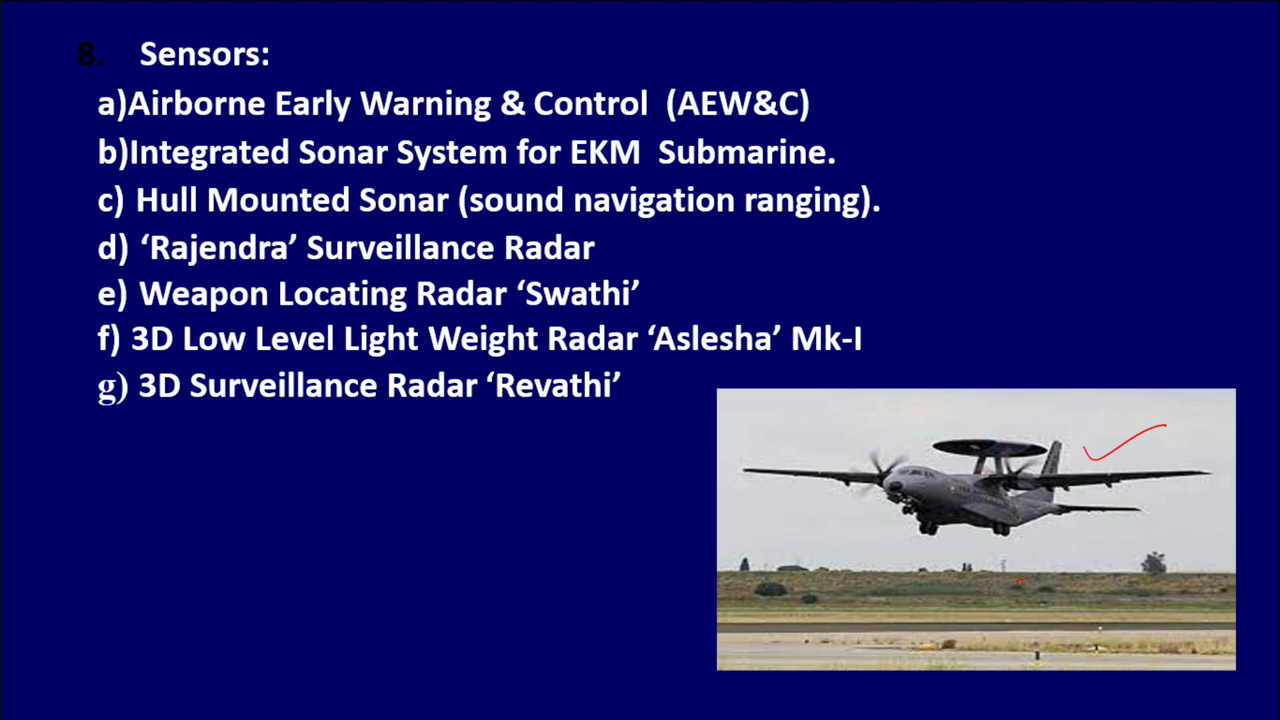 8. Sensors:
a)Airborne Early Warning & Control (AEW&C)
b)Integrated Sonar System for EKM Submarine.
c) Hull Mounted Sonar (sound navigation ranging).
d) ‘Rajendra’ Surveillance Radar
e) Weapon Locating Radar ‘Swathi’
f) 3D Low Level Light Weight Radar ‘Aslesha’ Mk-I
g) 3D Surveillance Radar ‘Revathi’